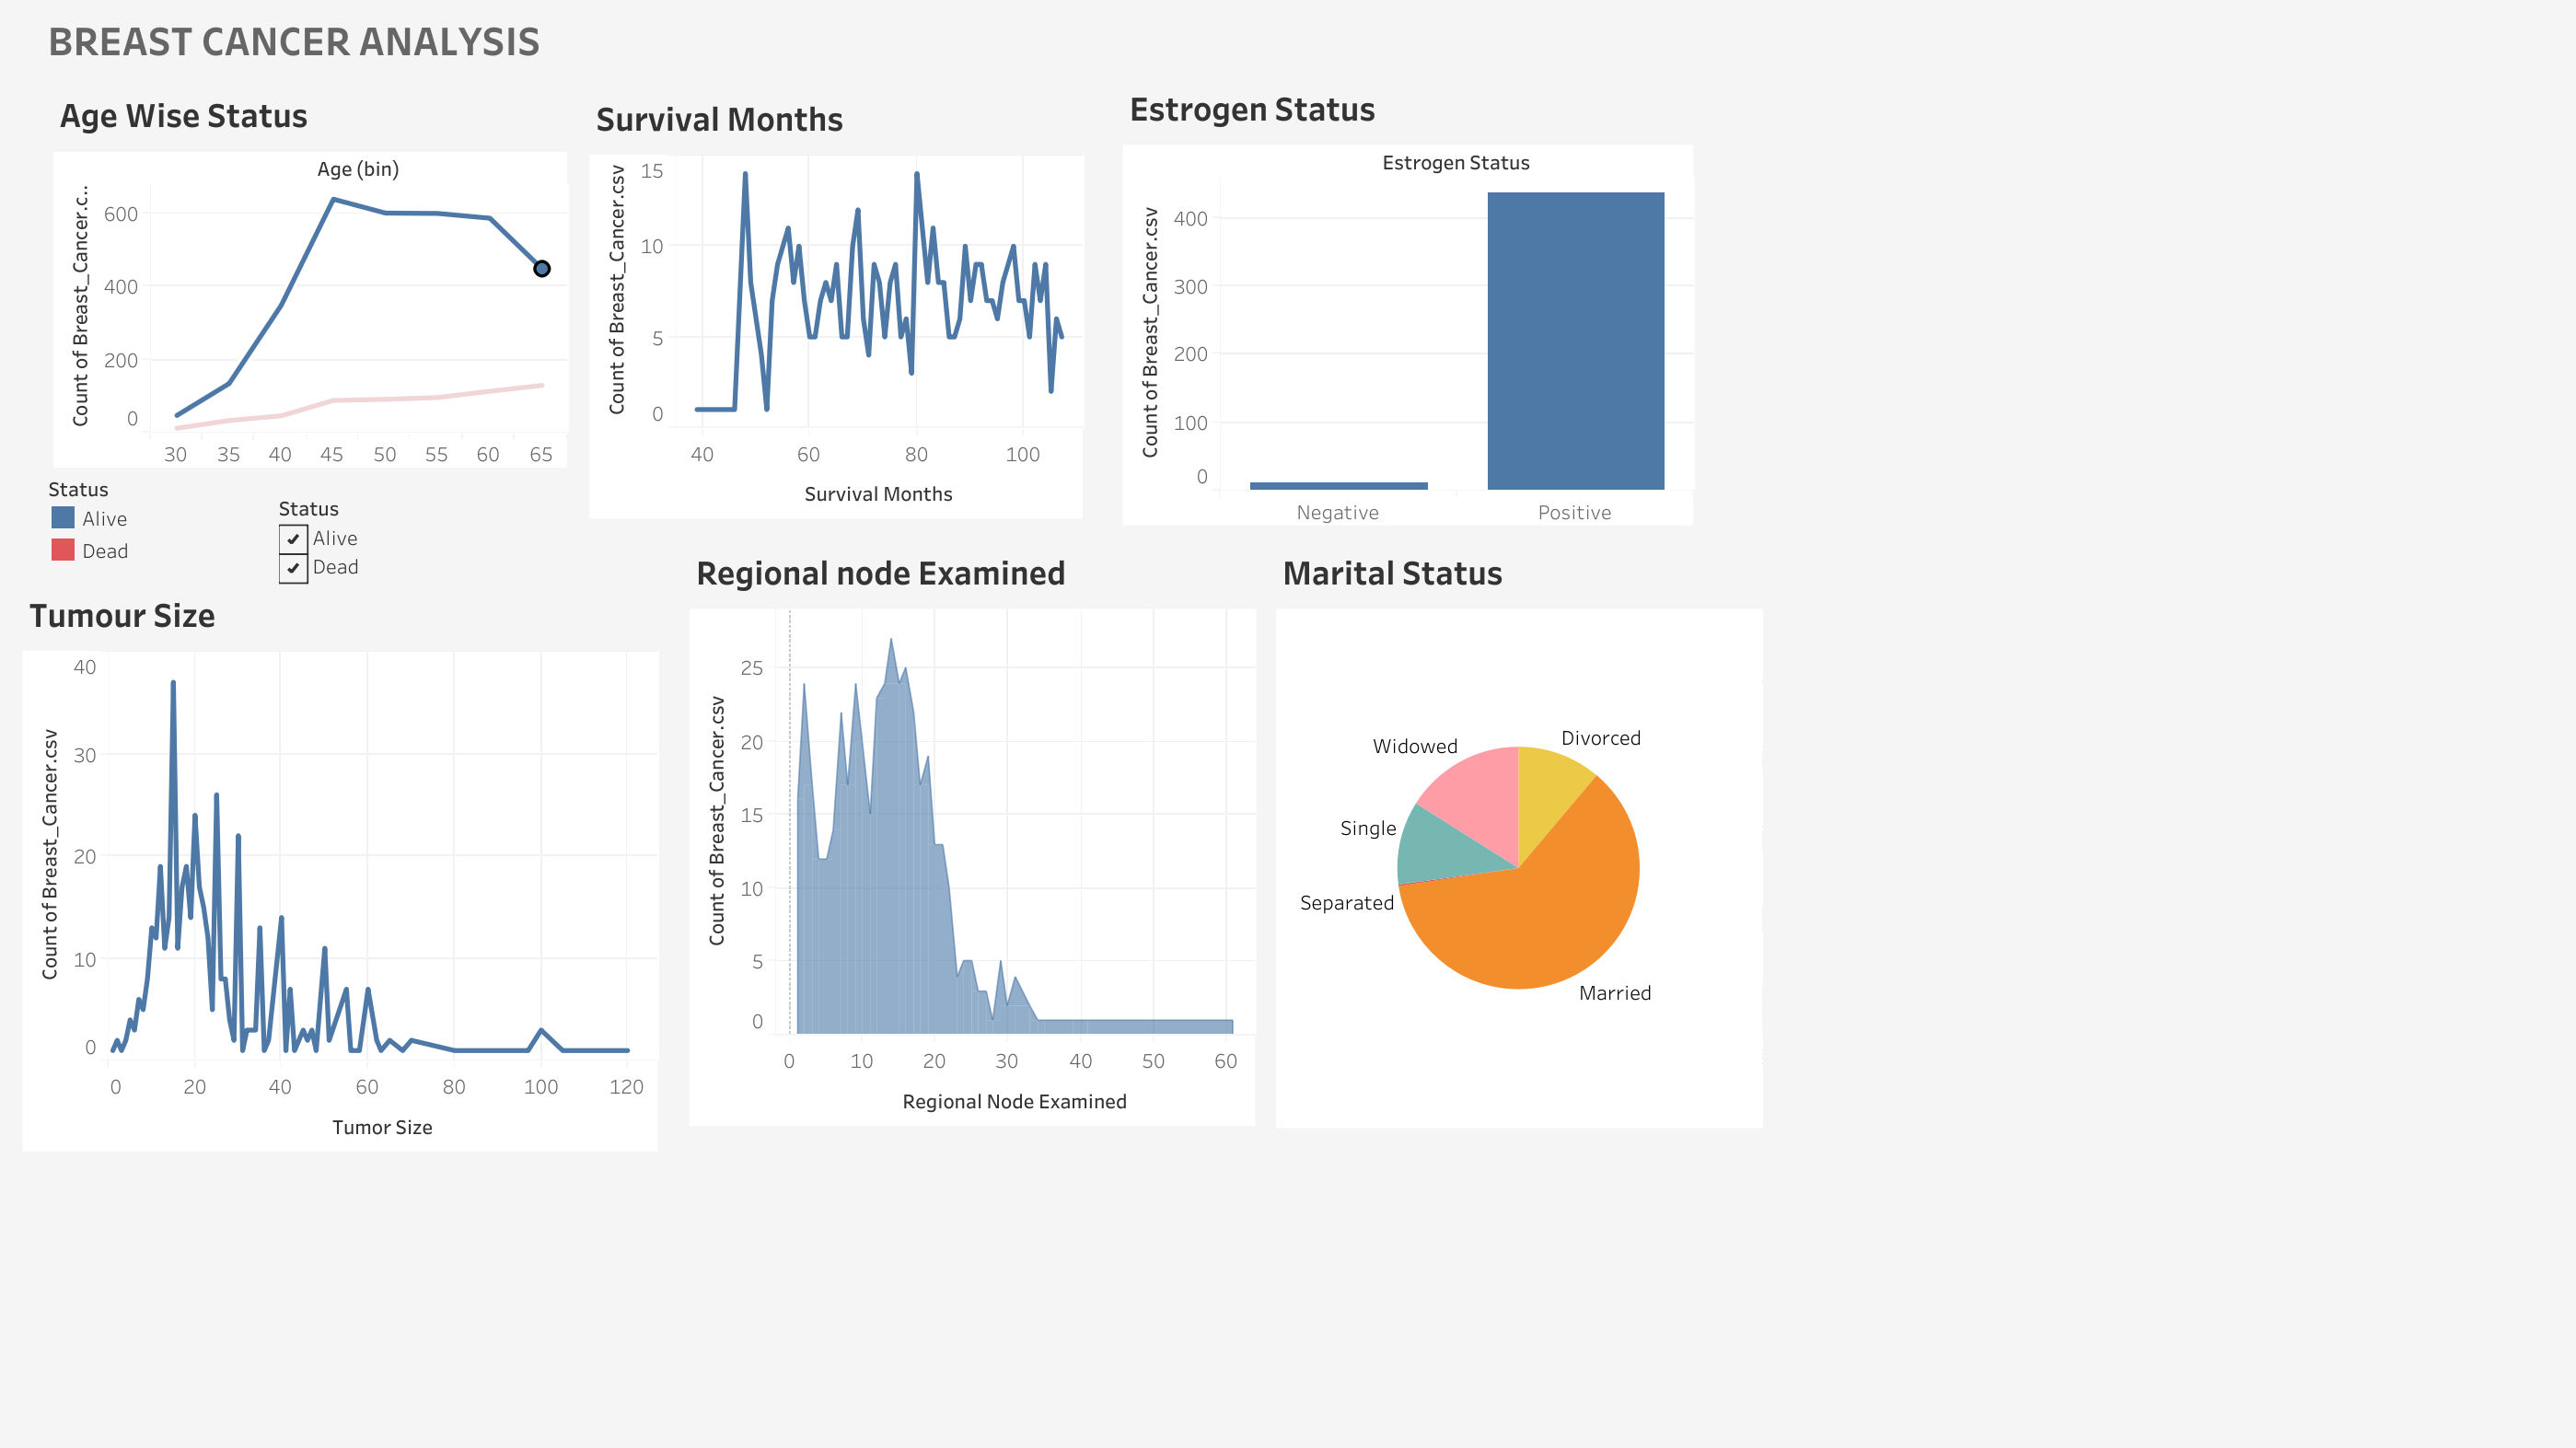 BREAST CANCER ANALYSIS
Age Wise Status
Age (bin)
Count of Breast_Cancer.c..
600
400
200
0
30 35 40 45 50 55 60 65
Status
Alive
Dead
Status
Alive
Dead
Survival Months
Count of Breast_Cancer.csv
15
10
5
0
40 60 80 100
Survival Months
Estrogen Status
Estrogen Status
Count of Breast_Cancer.csv
400
300
200
100
0
Negative Positive
Tumour Size
Count of Breast_Cancer.csv
40
30
20
10
0
0 20 40 60 80 100 120
Tumor Size
Regional node Examined
Count of Breast_Cancer.csv
25
20
15
10
5
0
0 10 20 30 40 50 60
Regional Node Examined
Marital Status
Divorced
Widowed
Single
Separated
Married